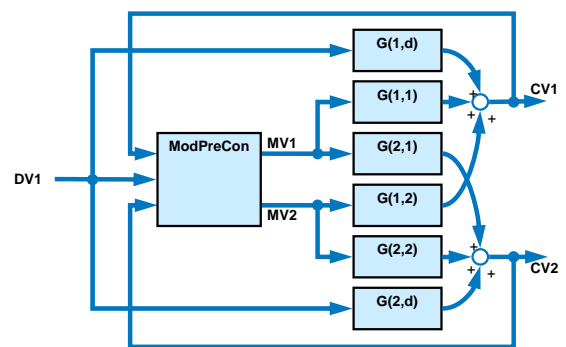 G(1,d)
+
CV1
G(1,1)
+
+
+
ModPreCon
MV1
G(2,1)
DV1
MV2
G(1,2)
G(2,2)
+
+
+
CV2
G(2,d)